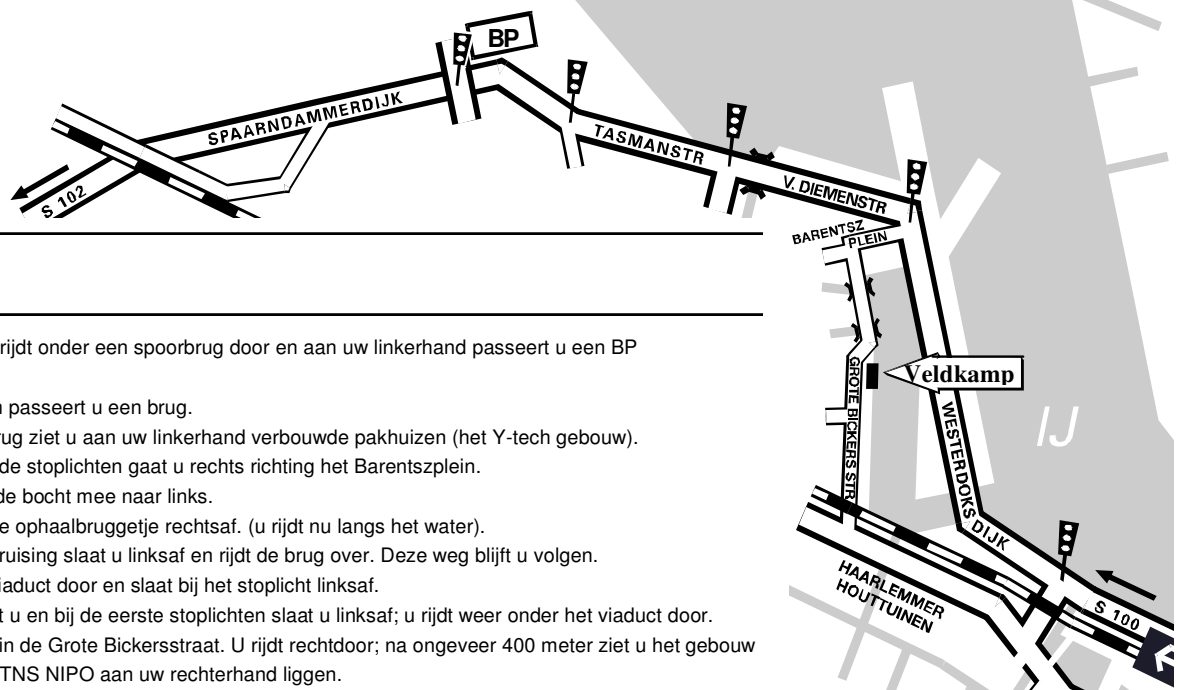 BP
SPAARNDAMMERDIJK
TASMANSTR
S 102
V. DIEMENSTR
BARENTSZ
PLEIN
rijdt onder een spoorbrug door en aan uw linkerhand passeert u een BP
passeert u een brug.
ziet u aan uw linkerhand verbouwde pakhuizen (het Y-tech gebouw).
de stoplichten gaat u rechts richting het Barentszplein.
de bocht mee naar links.
ophaalbruggetje rechtsaf. (u rijdt nu langs het water).
slaat u linksaf en rijdt de brug over. Deze weg blijft u volgen.
door en slaat bij het stoplicht linksaf.
u en bij de eerste stoplichten slaat u linksaf; u rijdt weer onder het viaduct door.
in de Grote Bickersstraat. U rijdt rechtdoor; na ongeveer 400 meter ziet u het gebouw
TNS NIPO aan uw rechterhand liggen.
Veldkamp
GROTE BICKERS STR
WESTERDOKS DIJK
IJ
HAARLEMMER
HOUTTUINEN
S 100